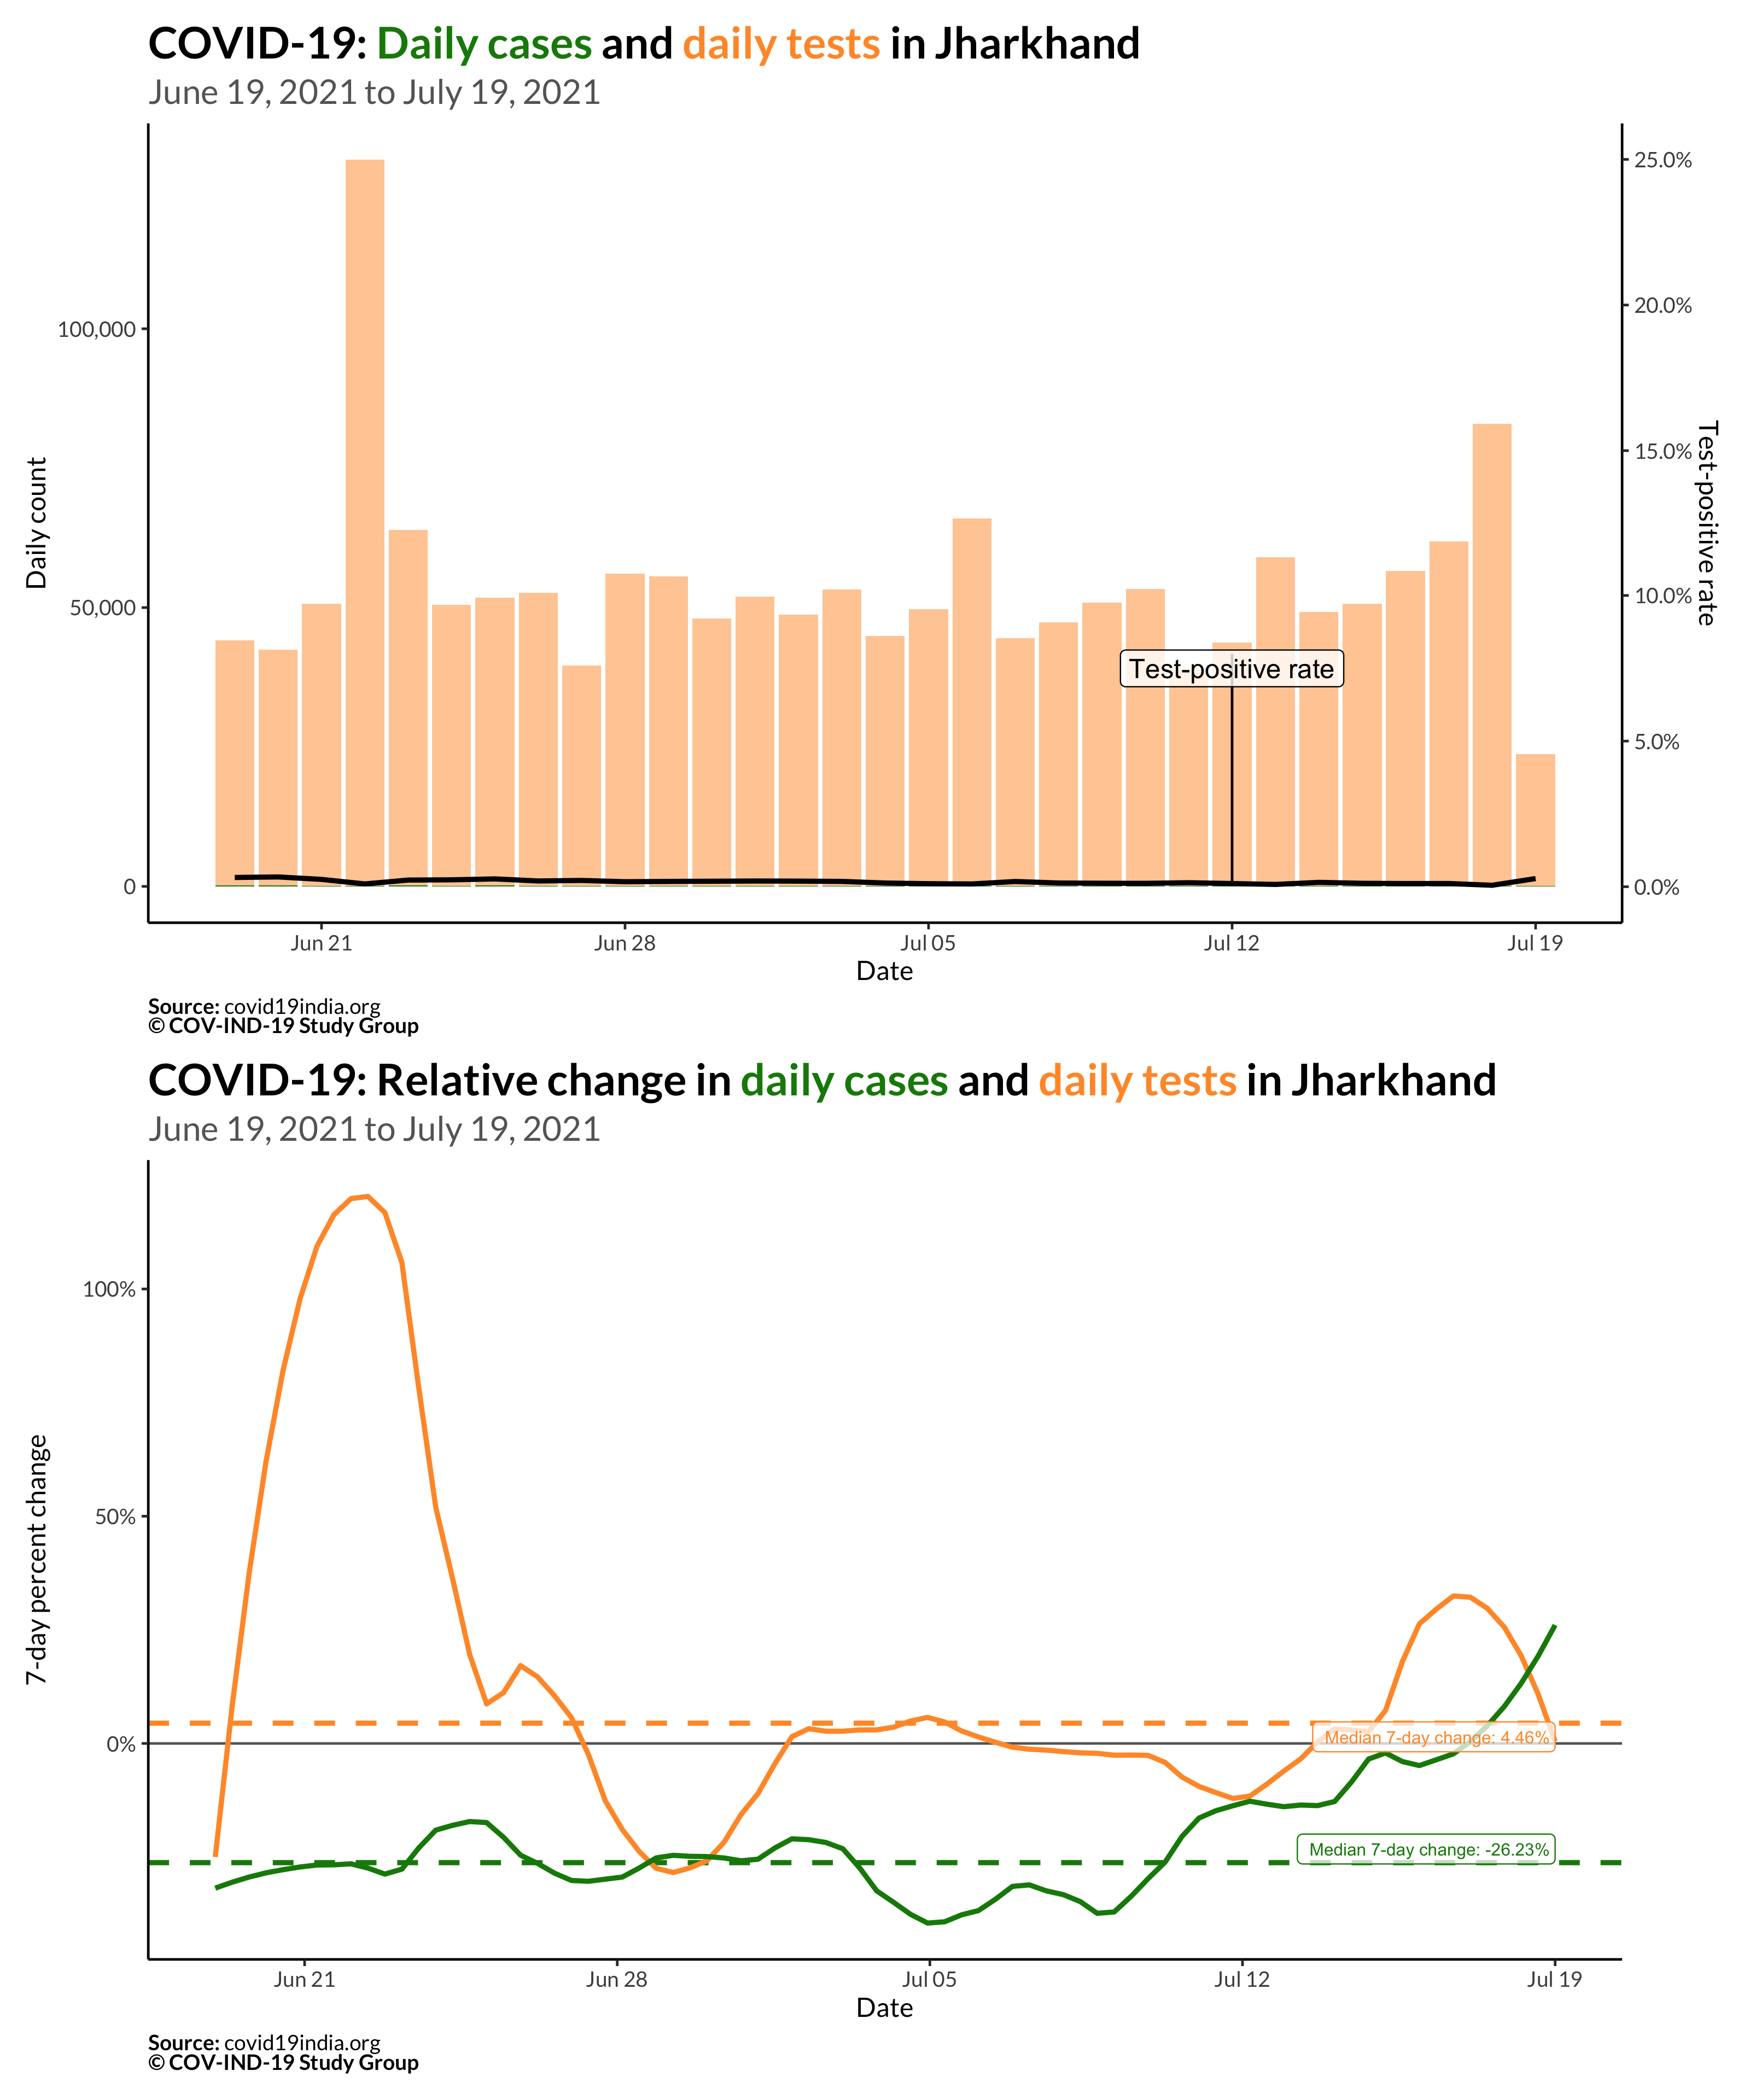 COVID-19: Daily cases and daily tests in Jharkhand
June 19, 2021 to July 19, 2021
Daily count
100,000
50,000
0
25.0%
20.0%
15.0%
10.0%
5.0%
0.0%
Test-positive rate
Test-positive rate
Jun 21
Jun 28
Jul 05
Jul 12
Jul 19
Date
Source: covid19india.org
© COV-IND-19 Study Group
COVID-19: Relative change in daily cases and daily tests in Jharkhand
June 19, 2021 to July 19, 2021
7-day percent change
100%
50%
0%
Median 7-day change: 4.46%
Median 7-day change: -26.23%
Jun 21
Jun 28
Jul 05
Jul 12
Jul 19
Date
Source: covid19india.org
© COV-IND-19 Study Group